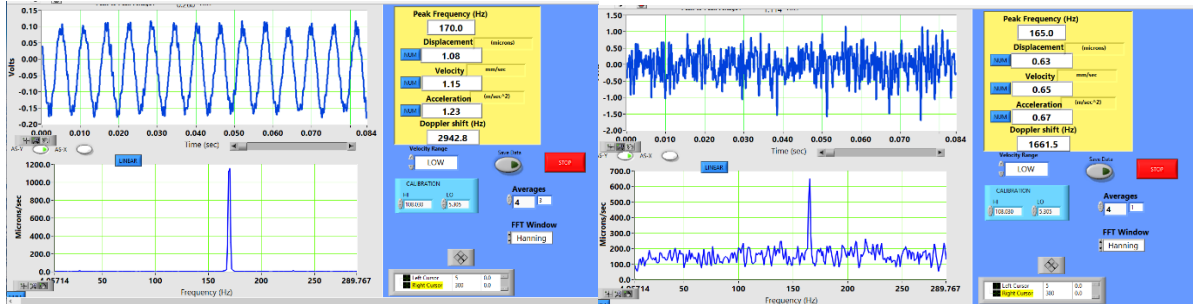 0.15
0.10
0.05
0.00
-0.05
-0.10
-0.15
-0.20
Volts
0.000 0.010 0.020 0.030 0.040 0.050 0.060 0.070 0.084
Time (sec)
AS-Y AS-X
LINEAR
1200.0
1000.0
800.0
600.0
400.0
200.0
0.0
Microns/sec
50 100 150 200 250 289.767
Frequency (Hz)
Peak Frequency (Hz)
170.0
Displacement (microns)
NUM 1.08
Velocity mm/sec
NUM 1.15
Acceleration (m/sec^2)
NUM 1.23
Doppler shift (Hz)
2942.8
Velocity Range
LOW
Save Data
STOP
CALIBRATION
HI LO
108.030 5.305
Averages
4 2
FFT Window
Hanning
Left Cursor 5 0.0
Right Cursor 300 0.0
1.50
1.00
0.50
0.00
-0.50
-1.00
-1.50
-2.00
0.000 0.010 0.020 0.030 0.040 0.050 0.060 0.070 0.084
Time (sec)
AS-X
LINEAR
700.0
600.0
500.0
400.0
300.0
200.0
100.0
0.0
Microns/sec
50 100 150 200 250 289.767
Frequency (Hz)
Peak Frequency (Hz)
165.0
Displacement (microns)
NUM 0.63
Velocity mm/sec
NUM 0.65
Acceleration (m/sec^2)
NUM 0.67
Doppler shift (Hz)
1661.5
Velocity Range
LOW
Save Data
STOP
CALIBRATION
HI LO
108.030 5.305
Averages
4 1
FFT Window
Hanning
Left Cursor 5 0.0
Right Cursor 300 0.0